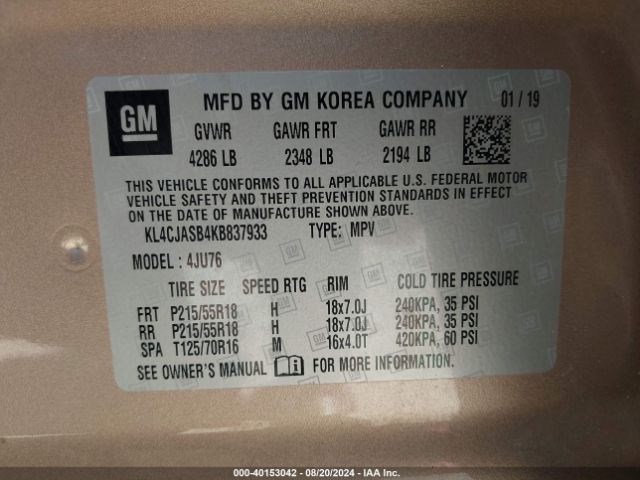 GM
MFD BY GM KOREA COMPANY 01 / 19
GVWR GAWR FRT GAWR RR
4286 LB 2348 LB 2194 LB
THIS VEHICLE CONFORMS TO ALL APPLICABLE U.S. FEDERAL MOTOR
VEHICLE SAFETY AND THEFT PREVENTION STANDARDS IN EFFECT
ON THE DATE OF MANUFACTURE SHOWN ABOVE.
KL4CJASB4KB837933 TYPE: MPV
MODEL : 4JU76
TIRE SIZE SPEED RTG RIM COLD TIRE PRESSURE
FRT P215/55R18 H 18x7.0J 240KPA, 35 PSI
RR P215/55R18 H 18x7.0J 240KPA, 35 PSI
SPA T125/70R16 M 16x4.0T 420KPA, 60 PSI
SEE OWNER'S MANUAL FOR MORE INFORMATION.
000-40153042 - 08/20/2024 - IAA Inc.